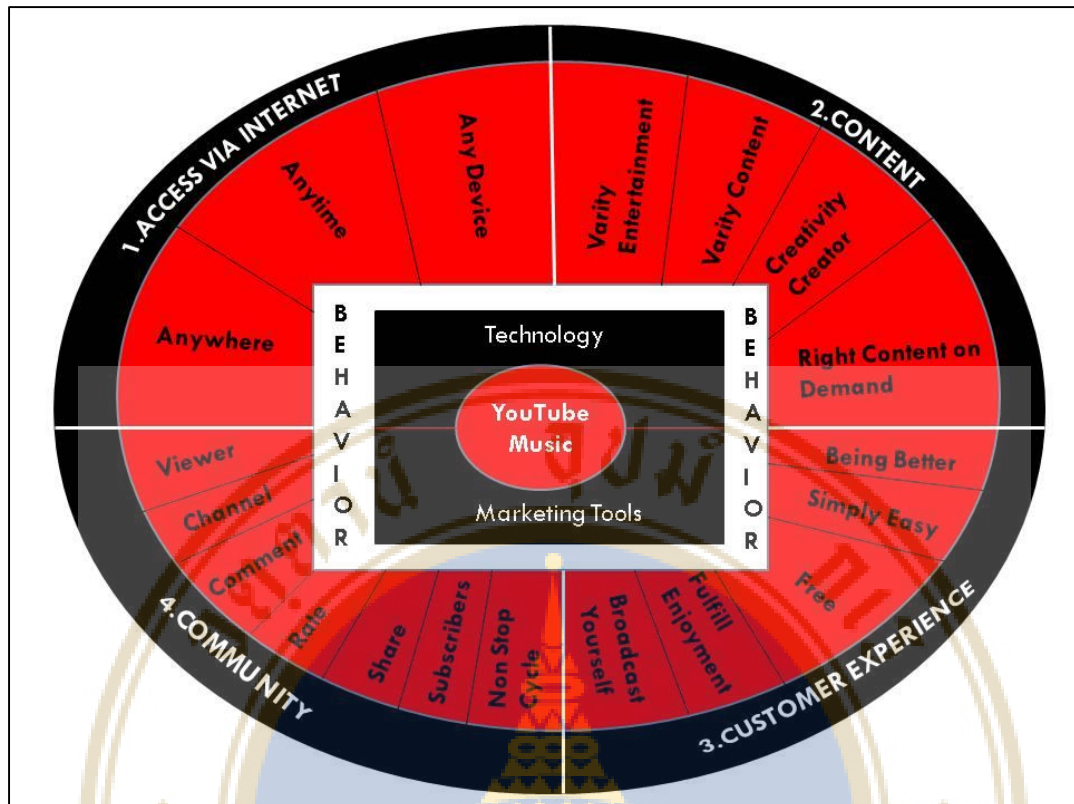 1.ACCESS VIA INTERNET
Anywhere
Anytime
Any Device
2.CONTENT
Varity
Entertainment
Varity Content
Creativity
Creator
Right Content on
Demand
3.CUSTOMER EXPERIENCE
Being Better
Simply Easy
Free
Fulfill
Enjoyment
Broadcast
Yourself
4.COMMUNITY
Viewer
Channel
Comment
Rate
Share
Subscribers
Non Stop
Cycle
BEHAVIOR
Technology
YouTube
Music
Marketing Tools
BEHAVIOR